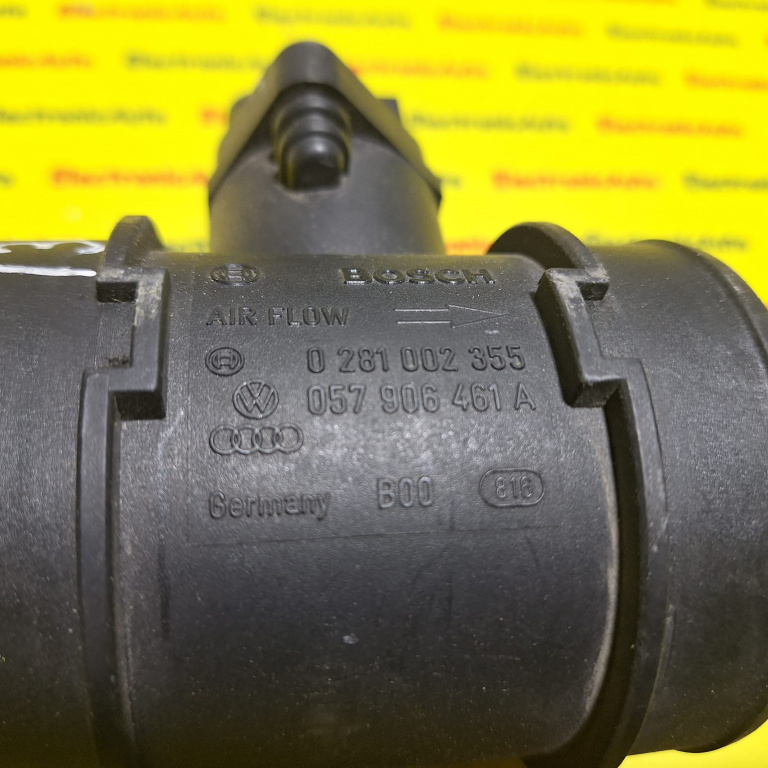 BOSCH
AIR FLOW
0 281 002 355
057 906 461 A
Germany B00 816